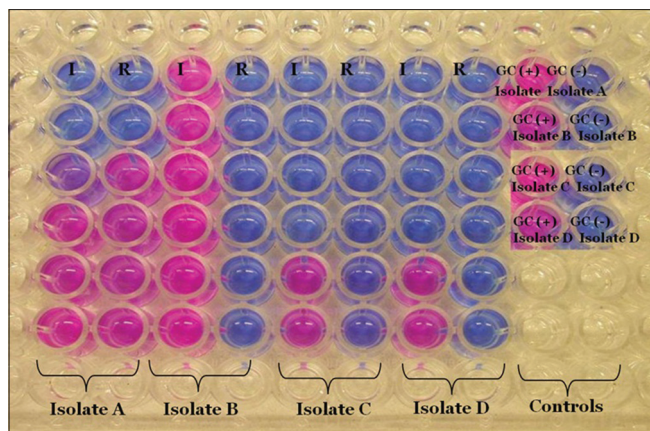 I R I R I R I R
GC (+) GC (-)
Isolate Isolate A
GC (+) GC (-)
Isolate B Isolate B
GC (+) GC (-)
Isolate C Isolate C
GC (+) GC (-)
Isolate D Isolate D
Isolate A Isolate B Isolate C Isolate D Controls